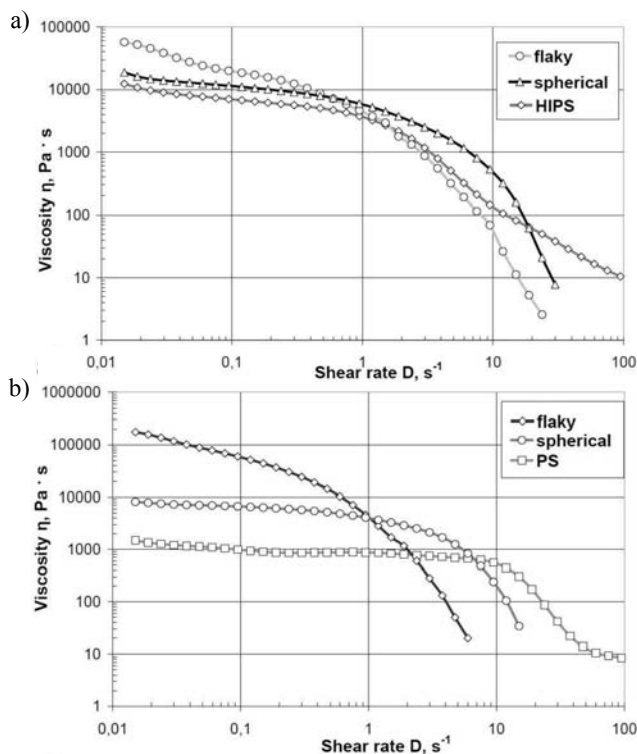 a)
100000
10000
1000
100
10
1
Viscosity η, Pa · s
flaky
spherical
HIPS
0,01 0,1 1 10 100
Shear rate D, s⁻¹
b)
1000000
100000
10000
1000
100
10
1
Viscosity η, Pa · s
flaky
spherical
PS
0,01 0,1 1 10 100
Shear rate D, s⁻¹